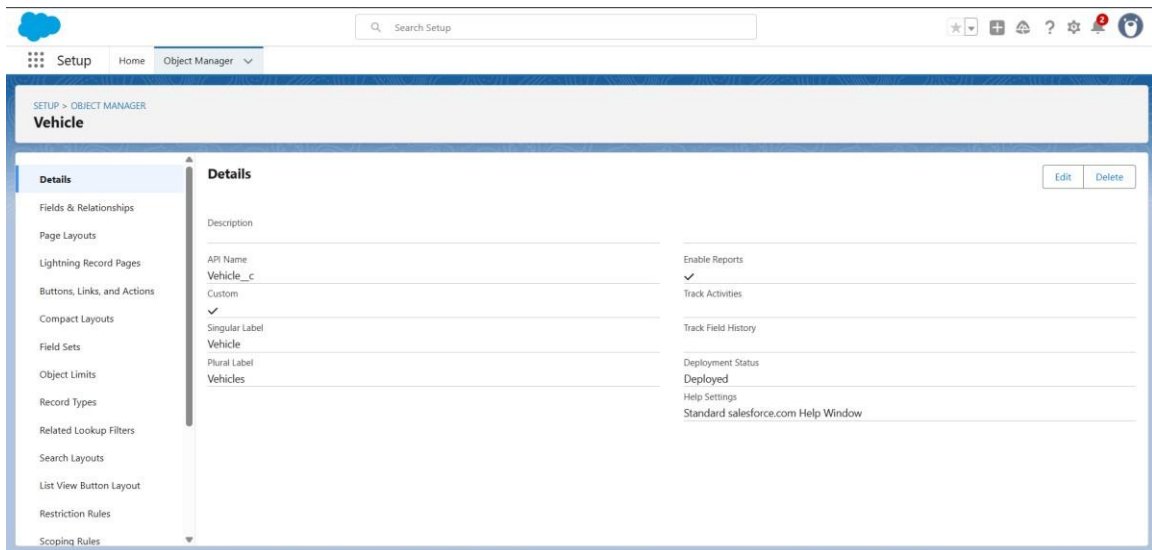 Search Setup
2
Setup
Home
Object Manager
SETUP > OBJECT MANAGER
Vehicle
Details
Fields & Relationships
Page Layouts
Lightning Record Pages
Buttons, Links, and Actions
Compact Layouts
Field Sets
Object Limits
Record Types
Related Lookup Filters
Search Layouts
List View Button Layout
Restriction Rules
Scoping Rules
Details
Edit
Delete
Description
API Name
Vehicle__c
Custom
Singular Label
Vehicle
Plural Label
Vehicles
Enable Reports
Track Activities
Track Field History
Deployment Status
Deployed
Help Settings
Standard salesforce.com Help Window